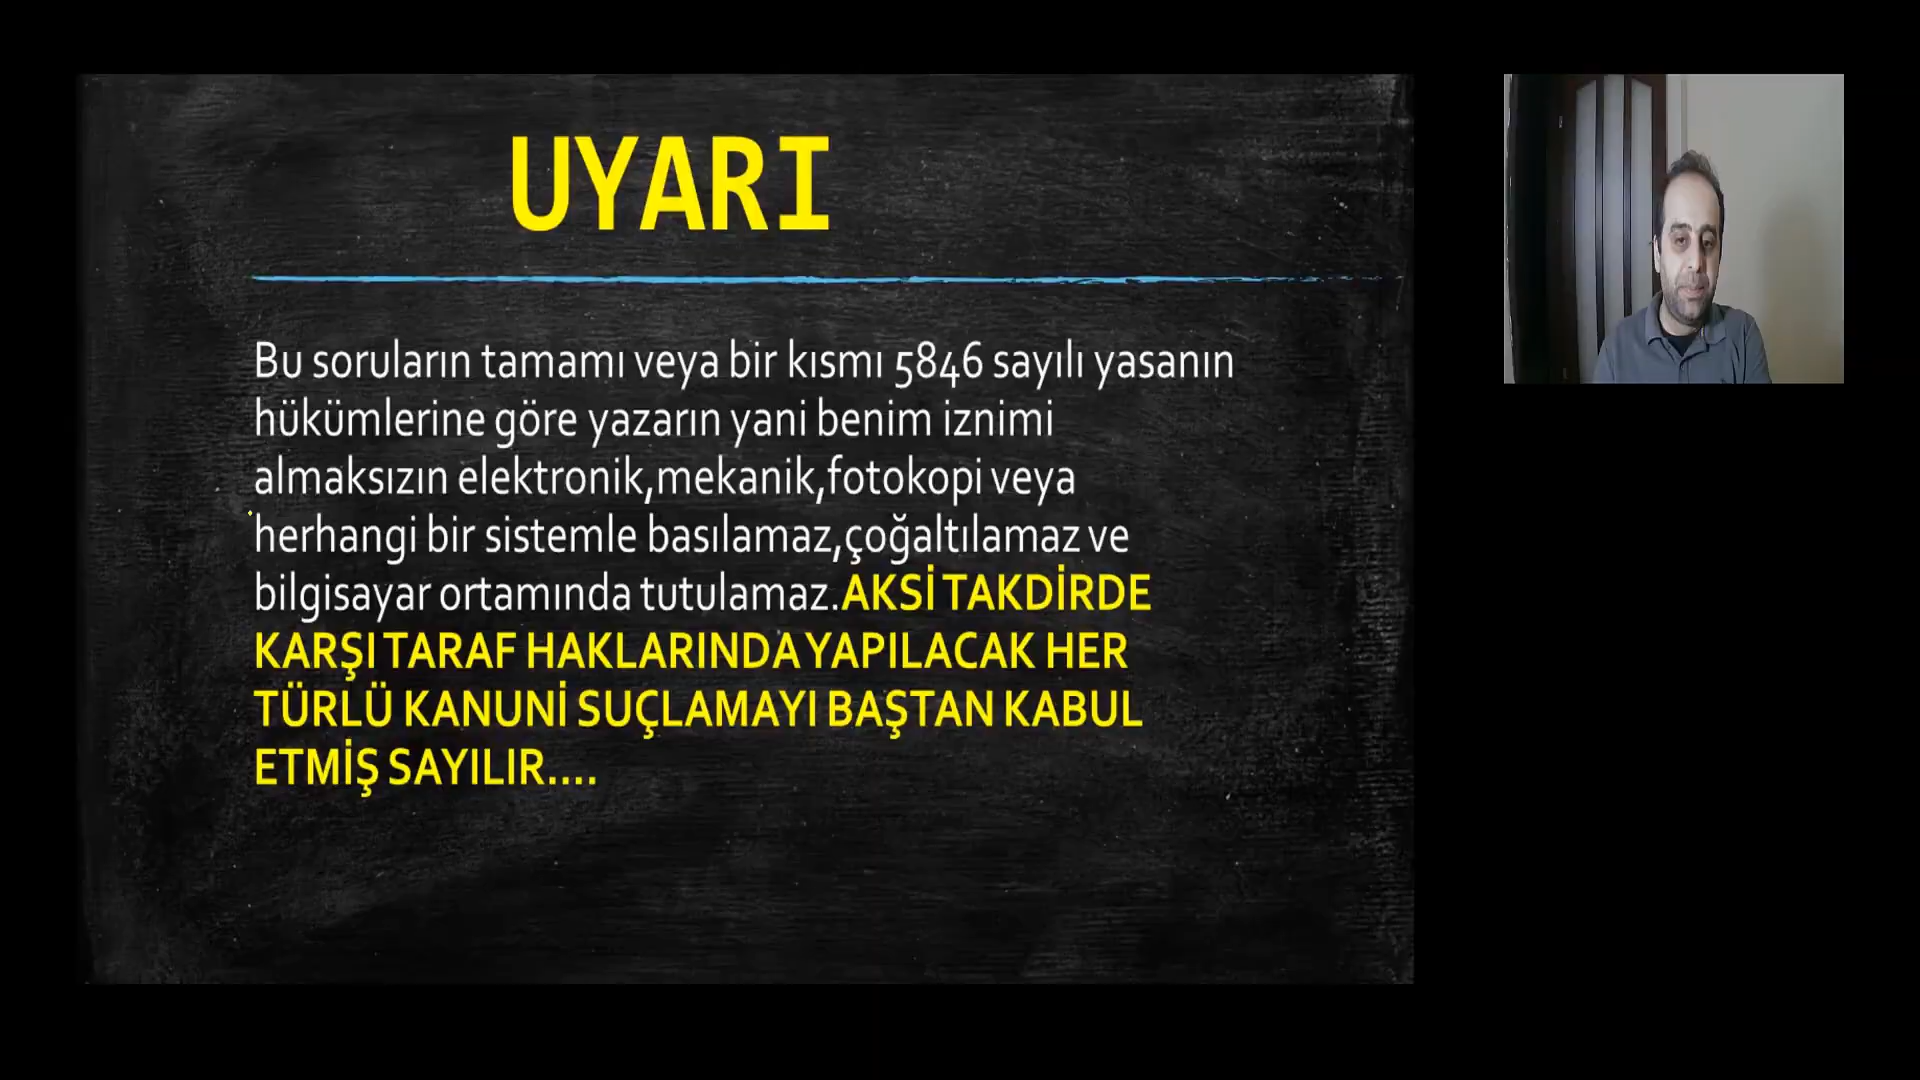 UYARI
Bu soruların tamamı veya bir kısmı 5846 sayılı yasanın
hükümlerine göre yazarın yani benim iznimi
almaksızın elektronik,mekanik,fotokopi veya
herhangi bir sistemle basılamaz,çoğaltılamaz ve
bilgisayar ortamında tutulamaz.AKSİ TAKDİRDE
KARŞI TARAF HAKLARINDA YAPILACAK HER
TÜRLÜ KANUNİ SUÇLAMAYI BAŞTAN KABUL
ETMİŞ SAYILIR....